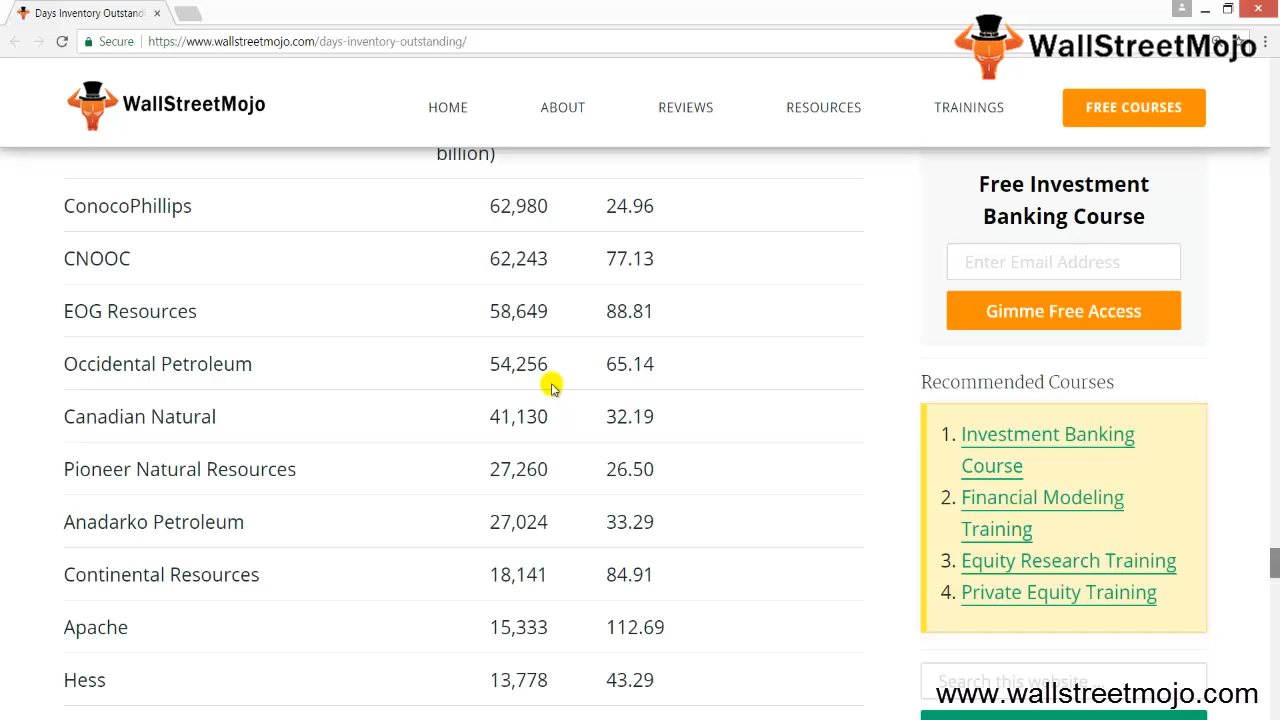 Days Inventory Outstand
Secure https://www.wallstreetmojo.com/days-inventory-outstanding/
WallStreetMojo
WallStreetMojo
HOME ABOUT REVIEWS RESOURCES TRAININGS FREE COURSES
billion)
ConocoPhillips 62,980 24.96
CNOOC 62,243 77.13
EOG Resources 58,649 88.81
Occidental Petroleum 54,256 65.14
Canadian Natural 41,130 32.19
Pioneer Natural Resources 27,260 26.50
Anadarko Petroleum 27,024 33.29
Continental Resources 18,141 84.91
Apache 15,333 112.69
Hess 13,778 43.29
Free Investment
Banking Course
Enter Email Address
Gimme Free Access
Recommended Courses
1. Investment Banking
Course
2. Financial Modeling
Training
3. Equity Research Training
4. Private Equity Training
Search this website ...
www.wallstreetmojo.com